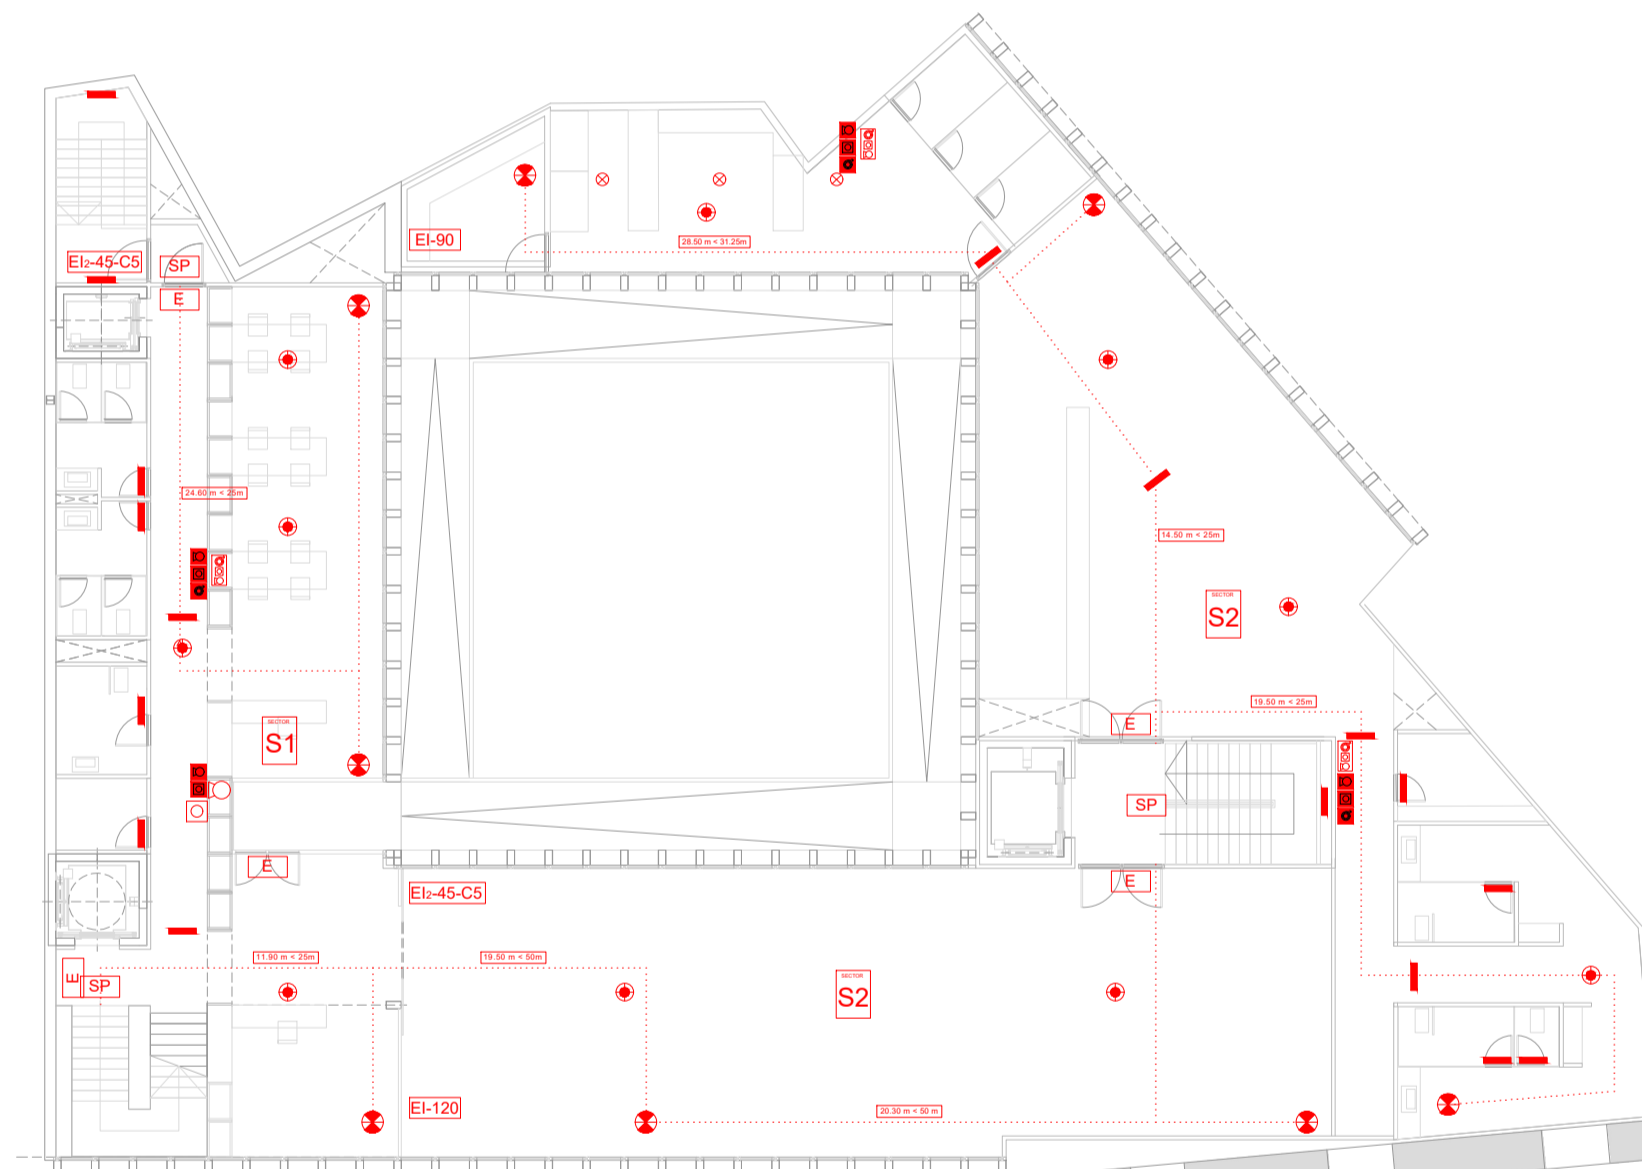 EI-90
28.50 m < 31.25m
EI2-45-C5
SP
E
24.60 m < 25m
14.50 m < 25m
SECTOR
S2
19.50 m < 25m
SECTOR
S1
E
SP
E
E
EI2-45-C5
11.90 m < 25m
19.50 m < 50m
E
SP
SECTOR
S2
EI-120
20.30 m < 50 m